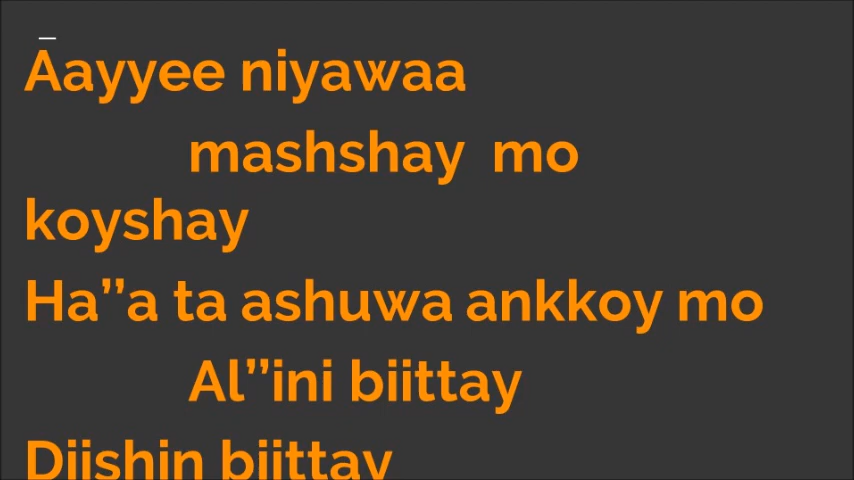 Aayyee niyawaa
mashshay mo
koyshay
Ha’’a ta ashuwa ankkoy mo
Al’’ini biittay
Diishin biittay